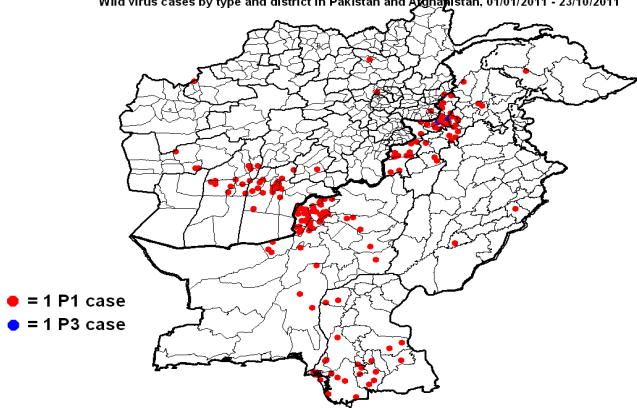 Wild virus cases by type and district in Pakistan and Afghanistan, 01/01/2011 - 23/10/2011
= 1 P1 case
= 1 P3 case